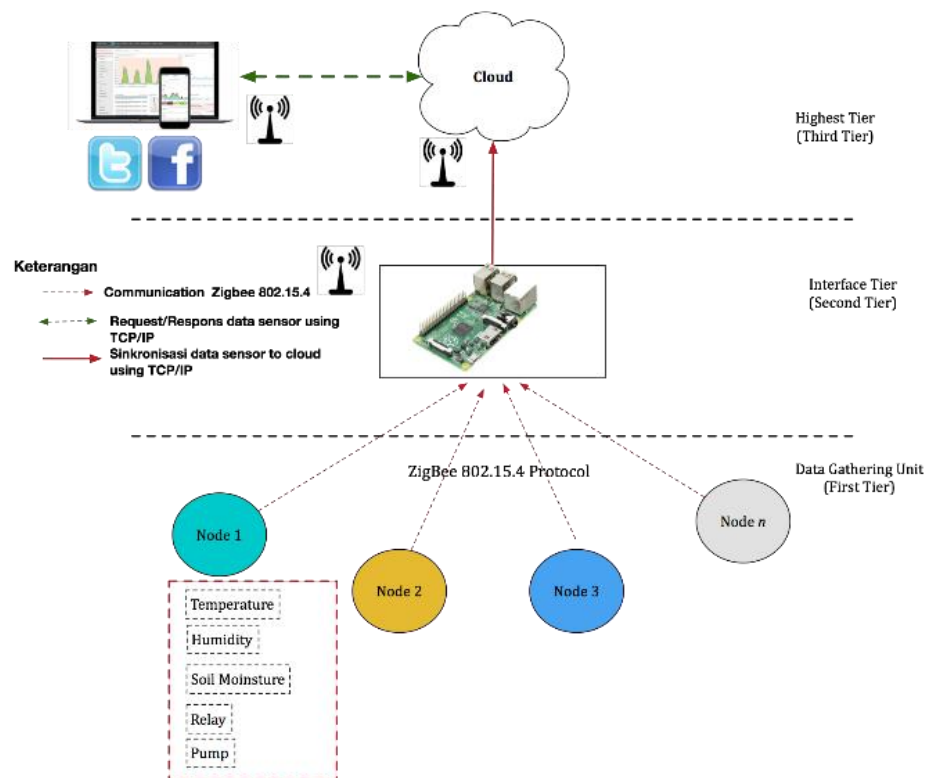 Cloud
Highest Tier
(Third Tier)
Keterangan
Communication Zigbee 802.15.4
Request/Respons data sensor using
TCP/IP
Sinkronisasi data sensor to cloud
using TCP/IP
Interface Tier
(Second Tier)
ZigBee 802.15.4 Protocol
Data Gathering Unit
(First Tier)
Node 1
Node 2
Node 3
Node n
Temperature
Humidity
Soil Moinsture
Relay
Pump